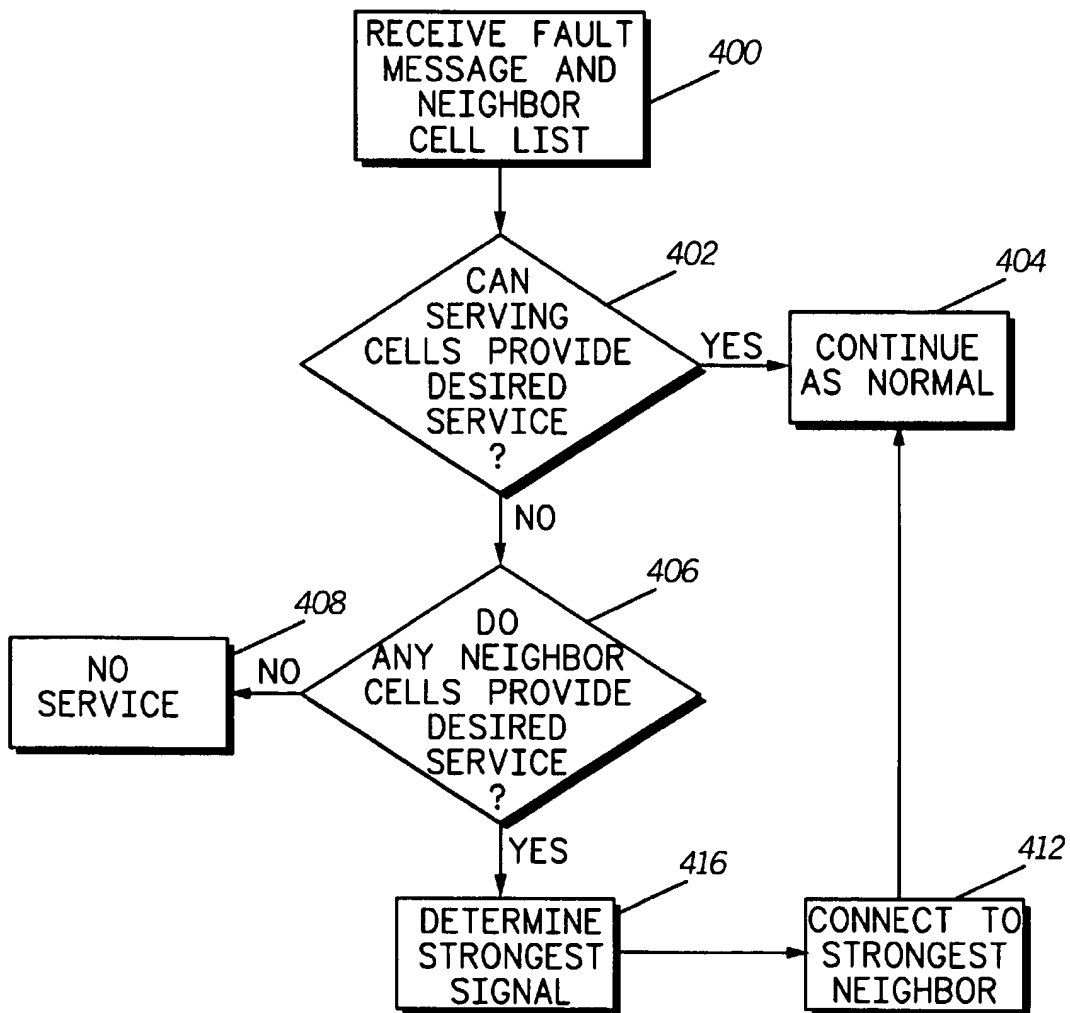 RECEIVE FAULT
MESSAGE AND
NEIGHBOR
CELL LIST
400
CAN
SERVING
CELLS PROVIDE
DESIRED
SERVICE
?
402
YES
CONTINUE
AS NORMAL
404
NO
DO
ANY NEIGHBOR
CELLS PROVIDE
DESIRED
SERVICE
?
406
NO
NO
SERVICE
408
YES
DETERMINE
STRONGEST
SIGNAL
416
CONNECT TO
STRONGEST
NEIGHBOR
412